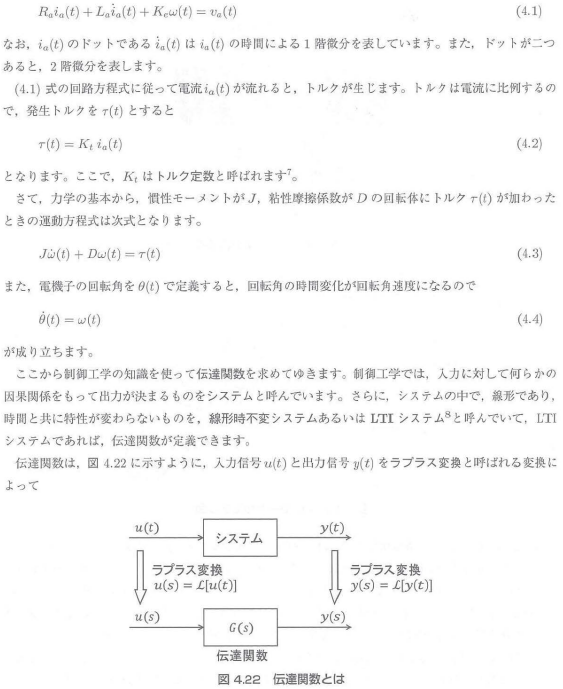 R_a i_a(t) + L_a i̇_a(t) + K_e ω(t) = v_a(t) (4.1)
なお，i_a(t) のドットである i̇_a(t) は i_a(t) の時間による 1 階微分を表しています。また，ドットが二つ
あると，2 階微分を表します。
(4.1) 式の回路方程式に従って電流 i_a(t) が流れると，トルクが生じます。トルクは電流に比例するの
で，発生トルクを τ(t) とすると
τ(t) = K_t i_a(t) (4.2)
となります。ここで，K_t はトルク定数と呼ばれます⁷。
さて，力学の基本から，慣性モーメントが J，粘性摩擦係数が D の回転体にトルク τ(t) が加わった
ときの運動方程式は次式となります。
Jω̇(t) + Dω(t) = τ(t) (4.3)
また，電機子の回転角を θ(t) で定義すると，回転角の時間変化が回転角速度になるので
θ̇(t) = ω(t) (4.4)
が成り立ちます。
ここから制御工学の知識を使って伝達関数を求めてゆきます。制御工学では，入力に対して何らかの
因果関係をもって出力が決まるものをシステムと呼んでいます。さらに，システムの中で，線形であり，
時間と共に特性が変わらないものを，線形時不変システムあるいは LTI システム⁸と呼んでいて，LTI
システムであれば，伝達関数が定義できます。
伝達関数は，図 4.22 に示すように，入力信号 u(t) と出力信号 y(t) をラプラス変換と呼ばれる変換に
よって
u(t) システム y(t)
ラプラス変換 ラプラス変換
u(s) = ℒ[u(t)] y(s) = ℒ[y(t)]
u(s) G(s) y(s)
伝達関数
図 4.22 伝達関数とは